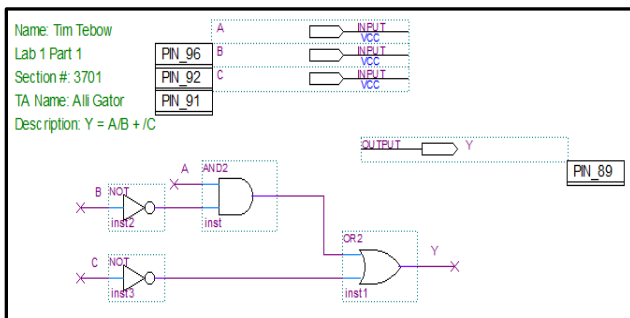 Name: Tim Tebow
Lab 1 Part 1
Section #: 3701
TA Name: Alli Gator
Description: Y = A/B + /C
PIN_96
PIN_92
PIN_91
A INPUT
VCC
B INPUT
VCC
C INPUT
VCC
OUTPUT Y
PIN_89
A AND2
B NOT
inst2 inst
OR2
Y
C NOT
inst3 inst1